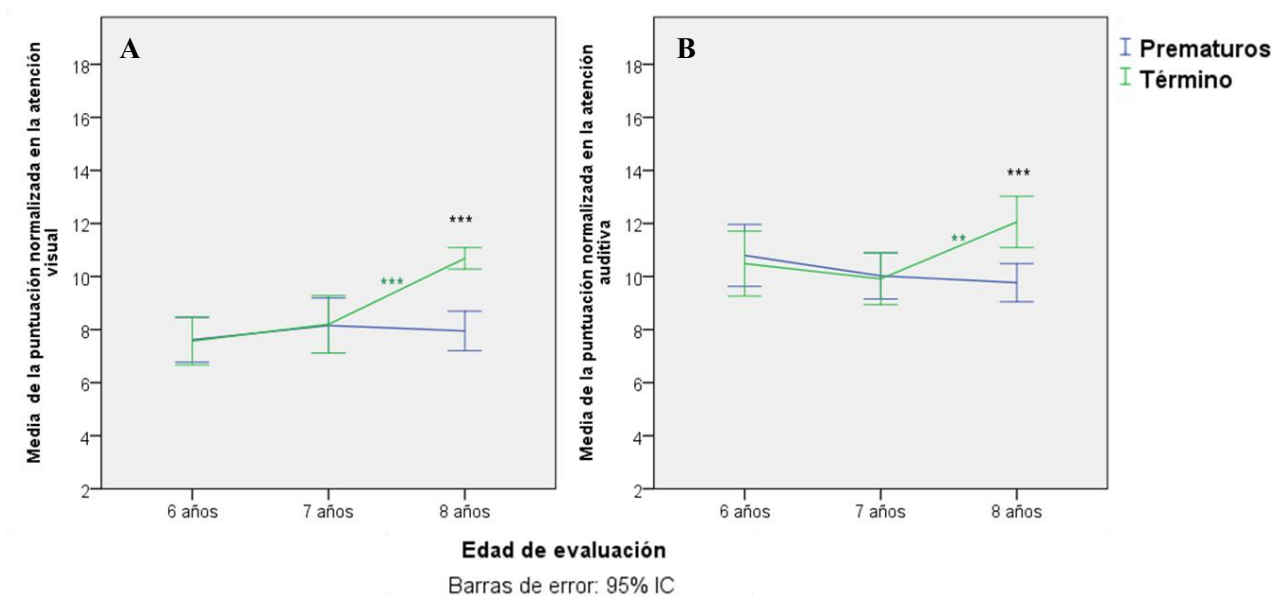 A
Media de la puntuación normalizada en la atención
visual
18
16
14
12
10
8
6
4
2
***
***
6 años
7 años
8 años
B
Media de la puntuación normalizada en la atención
auditiva
18
16
14
12
10
8
6
4
2
***
**
6 años
7 años
8 años
Prematuros
Término
Edad de evaluación
Barras de error: 95% IC